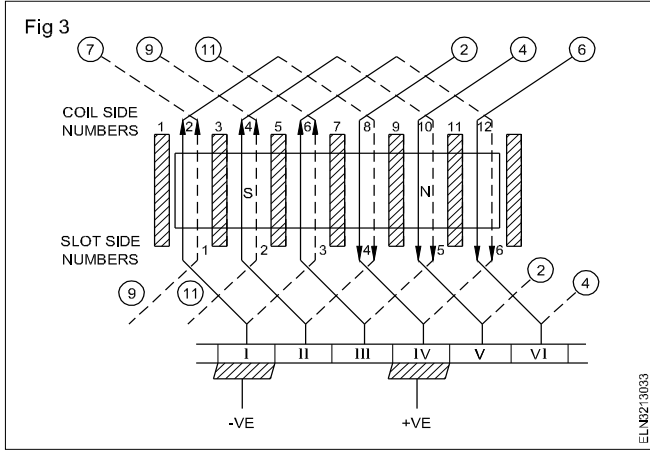 Fig 3
7 9 11 2 4 6
COIL SIDE
NUMBERS
1 2 3 4 5 6 7 8 9 10 11 12
S N
SLOT SIDE
NUMBERS
1 2 3 4 5 6
9 11 2 4
I II III IV V VI
-VE +VE
ELN3213033